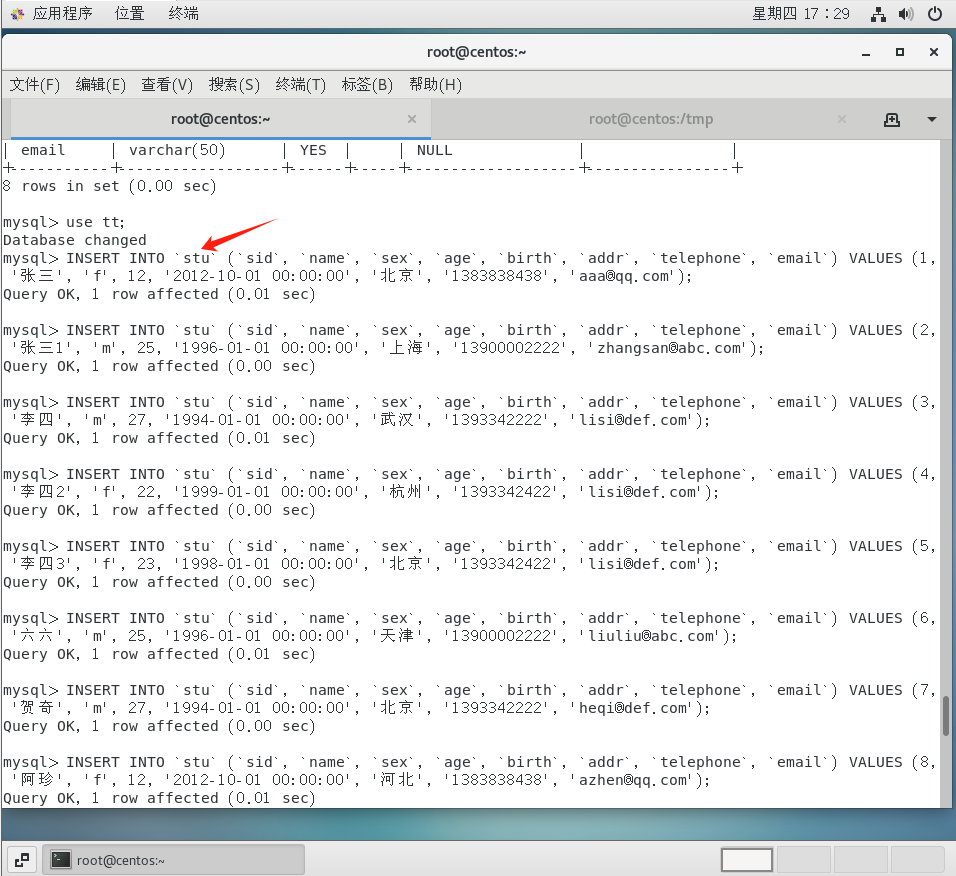 应用程序 位置 终端 星期四 17：29
root@centos:~
文件(F) 编辑(E) 查看(V) 搜索(S) 终端(T) 标签(B) 帮助(H)
root@centos:~ × root@centos:/tmp ×
| email | varchar(50) | YES | | NULL | |
+-----------+------------------+------+-----+-------------------+----------------+
8 rows in set (0.00 sec)
mysql> use tt;
Database changed
mysql> INSERT INTO `stu` (`sid`, `name`, `sex`, `age`, `birth`, `addr`, `telephone`, `email`) VALUES (1,
'张三', 'f', 12, '2012-10-01 00:00:00', '北京', '1383838438', 'aaa@qq.com');
Query OK, 1 row affected (0.01 sec)
mysql> INSERT INTO `stu` (`sid`, `name`, `sex`, `age`, `birth`, `addr`, `telephone`, `email`) VALUES (2,
'张三1', 'm', 25, '1996-01-01 00:00:00', '上海', '13900002222', 'zhangsan@abc.com');
Query OK, 1 row affected (0.00 sec)
mysql> INSERT INTO `stu` (`sid`, `name`, `sex`, `age`, `birth`, `addr`, `telephone`, `email`) VALUES (3,
'李四', 'm', 27, '1994-01-01 00:00:00', '武汉', '1393342222', 'lisi@def.com');
Query OK, 1 row affected (0.01 sec)
mysql> INSERT INTO `stu` (`sid`, `name`, `sex`, `age`, `birth`, `addr`, `telephone`, `email`) VALUES (4,
'李四2', 'f', 22, '1999-01-01 00:00:00', '杭州', '1393342422', 'lisi@def.com');
Query OK, 1 row affected (0.00 sec)
mysql> INSERT INTO `stu` (`sid`, `name`, `sex`, `age`, `birth`, `addr`, `telephone`, `email`) VALUES (5,
'李四3', 'f', 23, '1998-01-01 00:00:00', '北京', '1393342422', 'lisi@def.com');
Query OK, 1 row affected (0.00 sec)
mysql> INSERT INTO `stu` (`sid`, `name`, `sex`, `age`, `birth`, `addr`, `telephone`, `email`) VALUES (6,
'六六', 'm', 25, '1996-01-01 00:00:00', '天津', '13900002222', 'liuliu@abc.com');
Query OK, 1 row affected (0.01 sec)
mysql> INSERT INTO `stu` (`sid`, `name`, `sex`, `age`, `birth`, `addr`, `telephone`, `email`) VALUES (7,
'贺奇', 'm', 27, '1994-01-01 00:00:00', '北京', '1393342222', 'heqi@def.com');
Query OK, 1 row affected (0.00 sec)
mysql> INSERT INTO `stu` (`sid`, `name`, `sex`, `age`, `birth`, `addr`, `telephone`, `email`) VALUES (8,
'阿珍', 'f', 12, '2012-10-01 00:00:00', '河北', '1383838438', 'azhen@qq.com');
Query OK, 1 row affected (0.01 sec)
root@centos:~